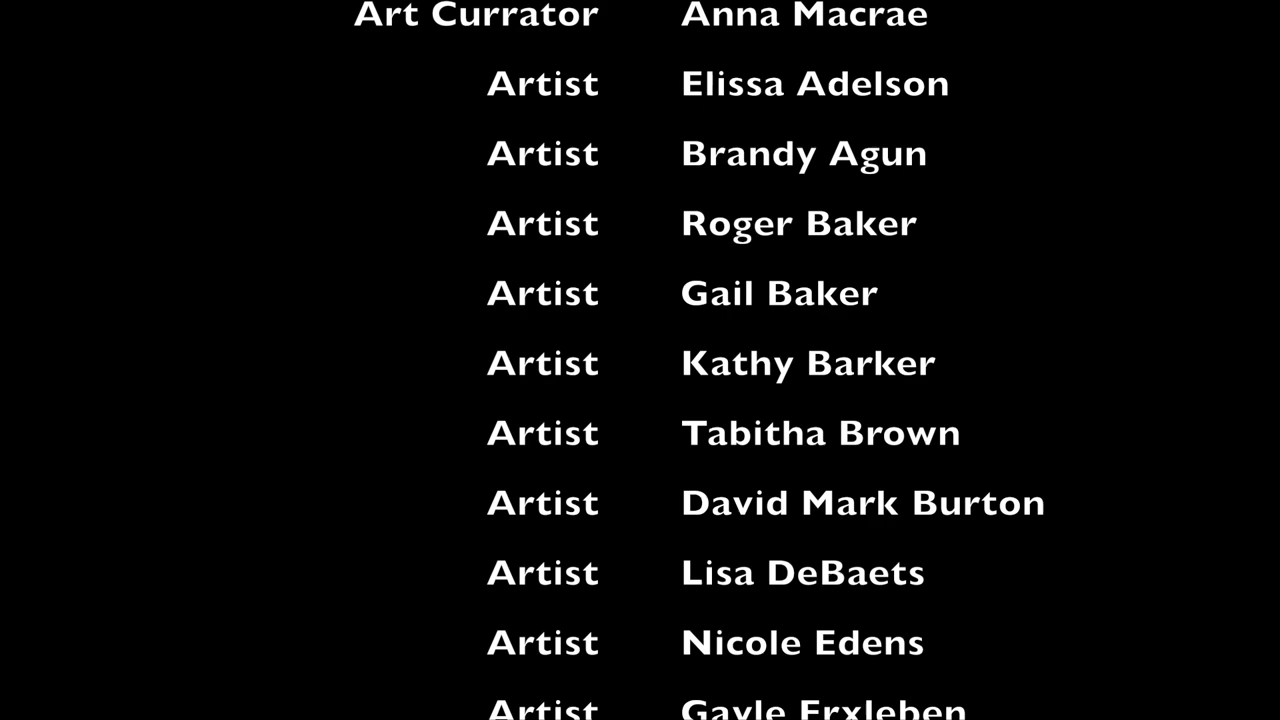 Art Currator Anna Macrae
Artist Elissa Adelson
Artist Brandy Agun
Artist Roger Baker
Artist Gail Baker
Artist Kathy Barker
Artist Tabitha Brown
Artist David Mark Burton
Artist Lisa DeBaets
Artist Nicole Edens
Artist Gayle Erxleben